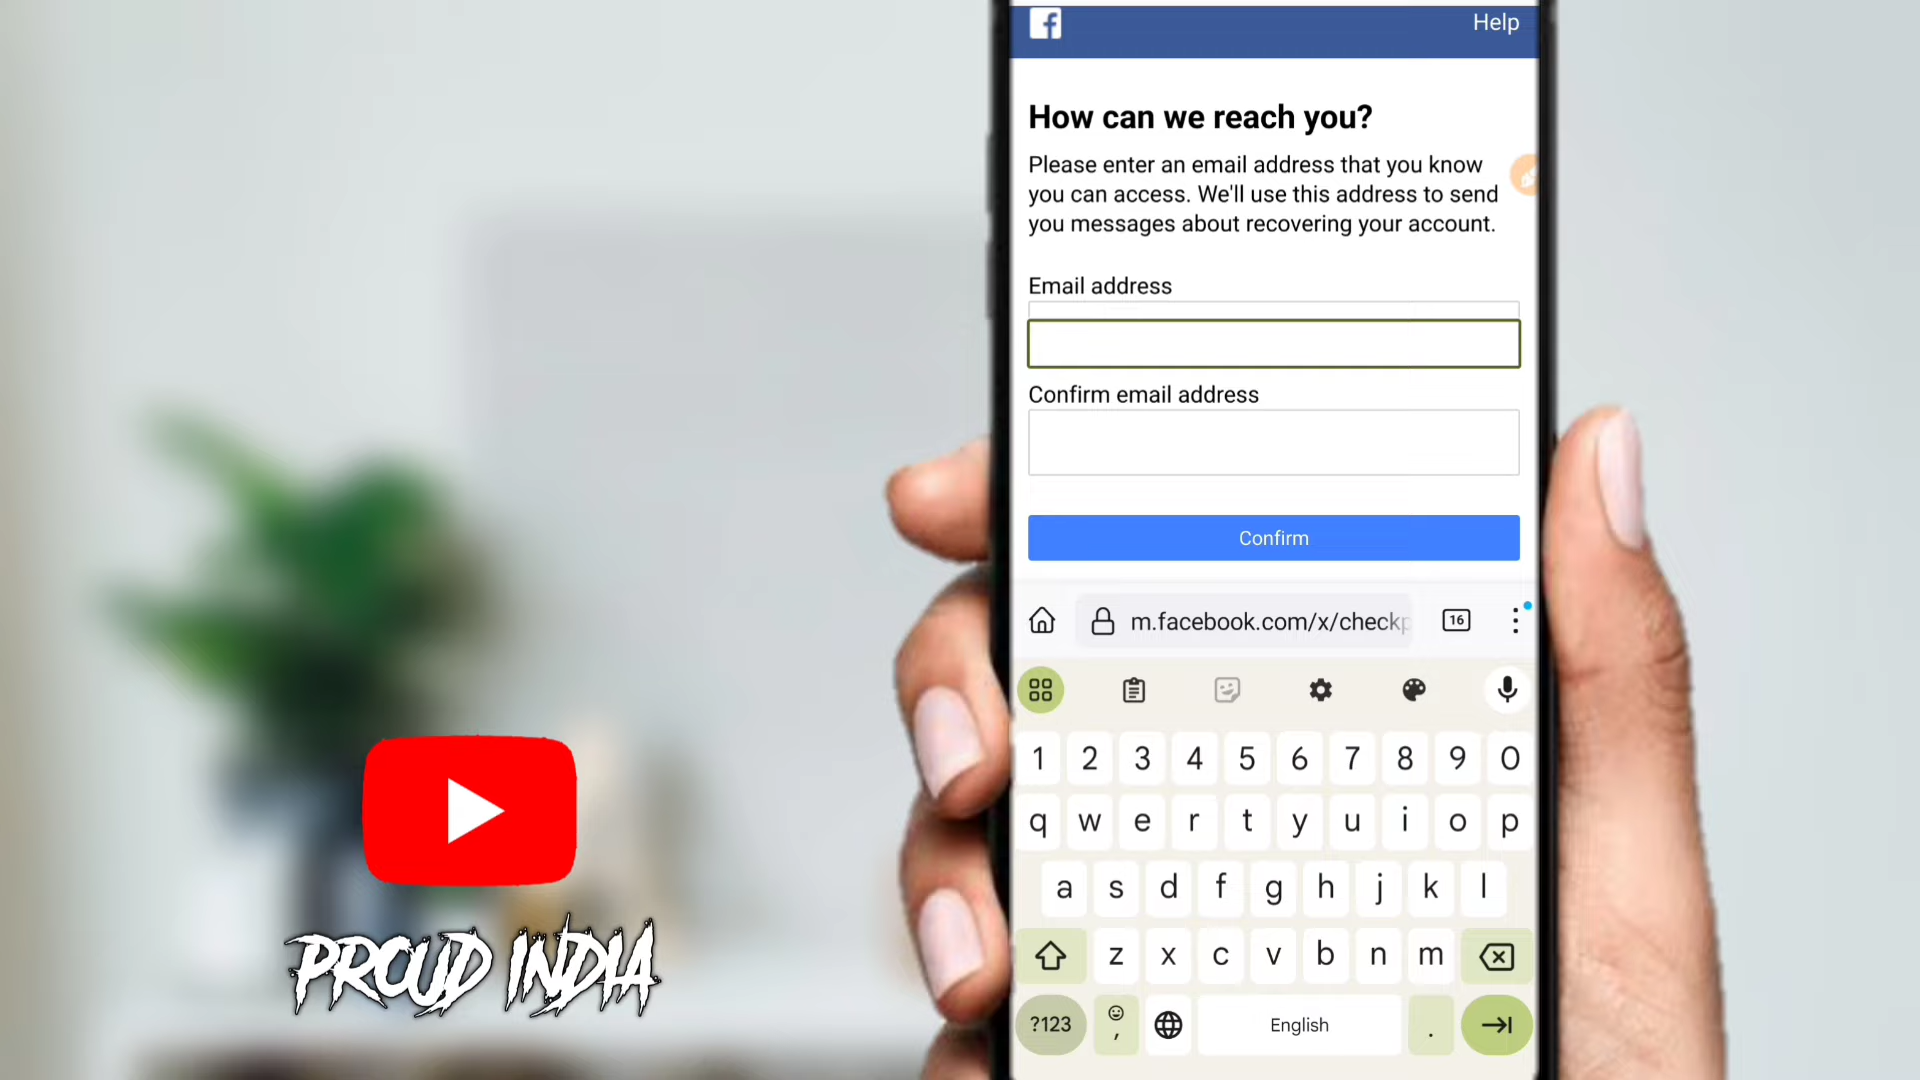 Help
How can we reach you?
Please enter an email address that you know
you can access. We'll use this address to send
you messages about recovering your account.
Email address
Confirm email address
Confirm
m.facebook.com/x/checkp
16
1 2 3 4 5 6 7 8 9 0
q w e r t y u i o p
a s d f g h j k l
z x c v b n m
?123 , English .
PROUD INDIA